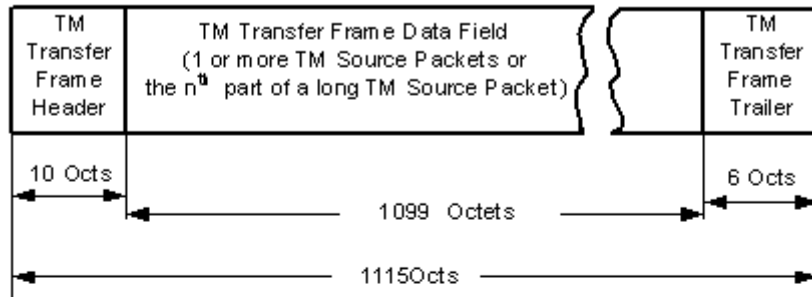 TM
Transfer
Frame
Header
TM Transfer Frame Data Field
(1 or more TM Source Packets or
the nth part of a long TM Source Packet)
TM
Transfer
Frame
Trailer
10 Octs
6 Octs
1099 Octets
1115Octs